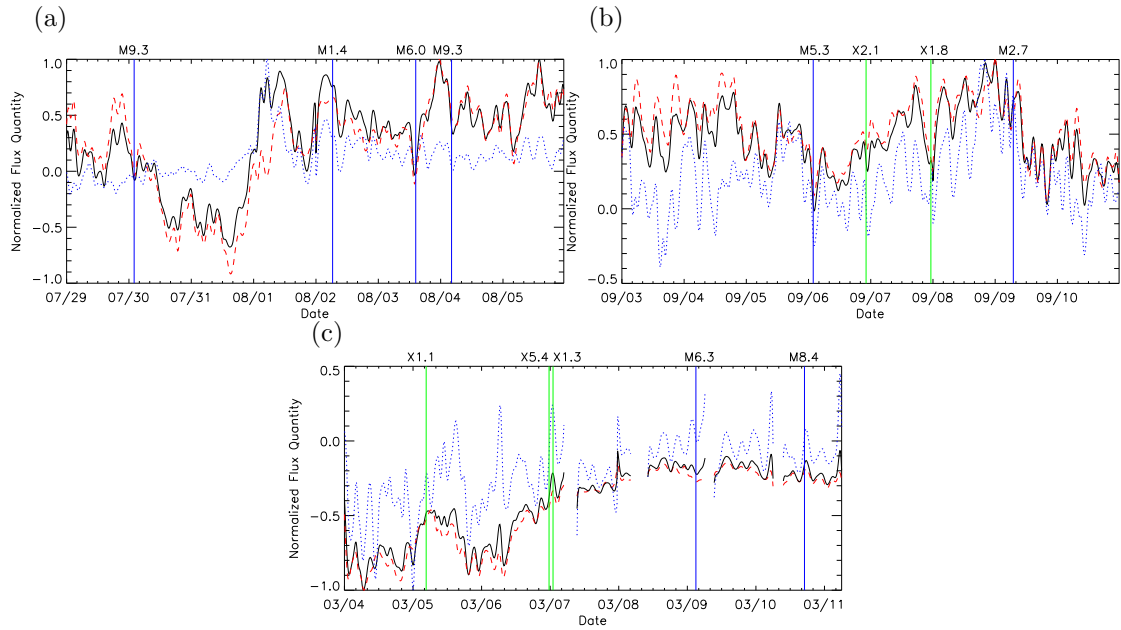 (a)
M9.3 M1.4 M6.0 M9.3
1.0
0.5
0.0
−0.5
−1.0
Normalized Flux Quantity
07/29 07/30 07/31 08/01 08/02 08/03 08/04 08/05
Date
(b)
M5.3 X2.1 X1.8 M2.7
1.0
0.5
0.0
−0.5
Normalized Flux Quantity
09/03 09/04 09/05 09/06 09/07 09/08 09/09 09/10
Date
(c)
X1.1 X5.4 X1.3 M6.3 M8.4
0.5
0.0
−0.5
−1.0
Normalized Flux Quantity
03/04 03/05 03/06 03/07 03/08 03/09 03/10 03/11
Date